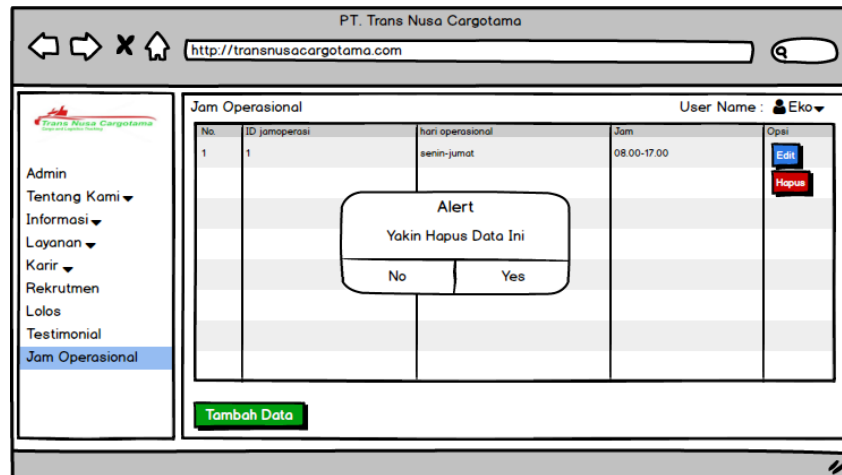 PT. Trans Nusa Cargotama
http://transnusacargotama.com
Trans Nusa Cargotama
Jam Operasional
User Name : Eko
No. ID jamoperasi hari operasional Jam Opsi
1 1 senin-jumat 08.00-17.00 Edit
Hapus
Admin
Tentang Kami
Informasi
Layanan
Karir
Rekrutmen
Lolos
Testimonial
Jam Operasional
Alert
Yakin Hapus Data Ini
No Yes
Tambah Data